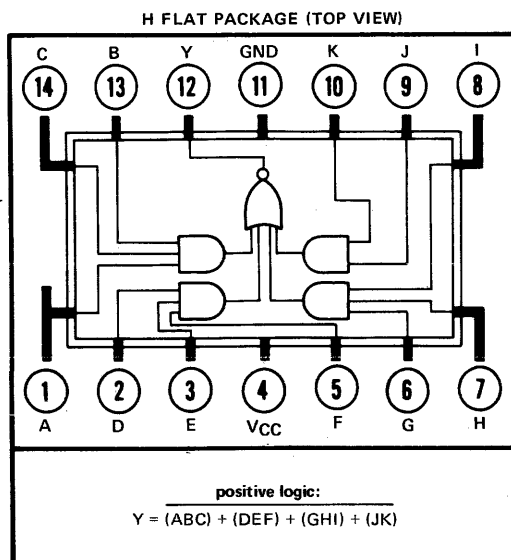 H FLAT PACKAGE (TOP VIEW)
C B Y GND K J I
14 13 12 11 10 9 8
1 2 3 4 5 6 7
A D E VCC F G H
positive logic:
Y = (ABC) + (DEF) + (GHI) + (JK)